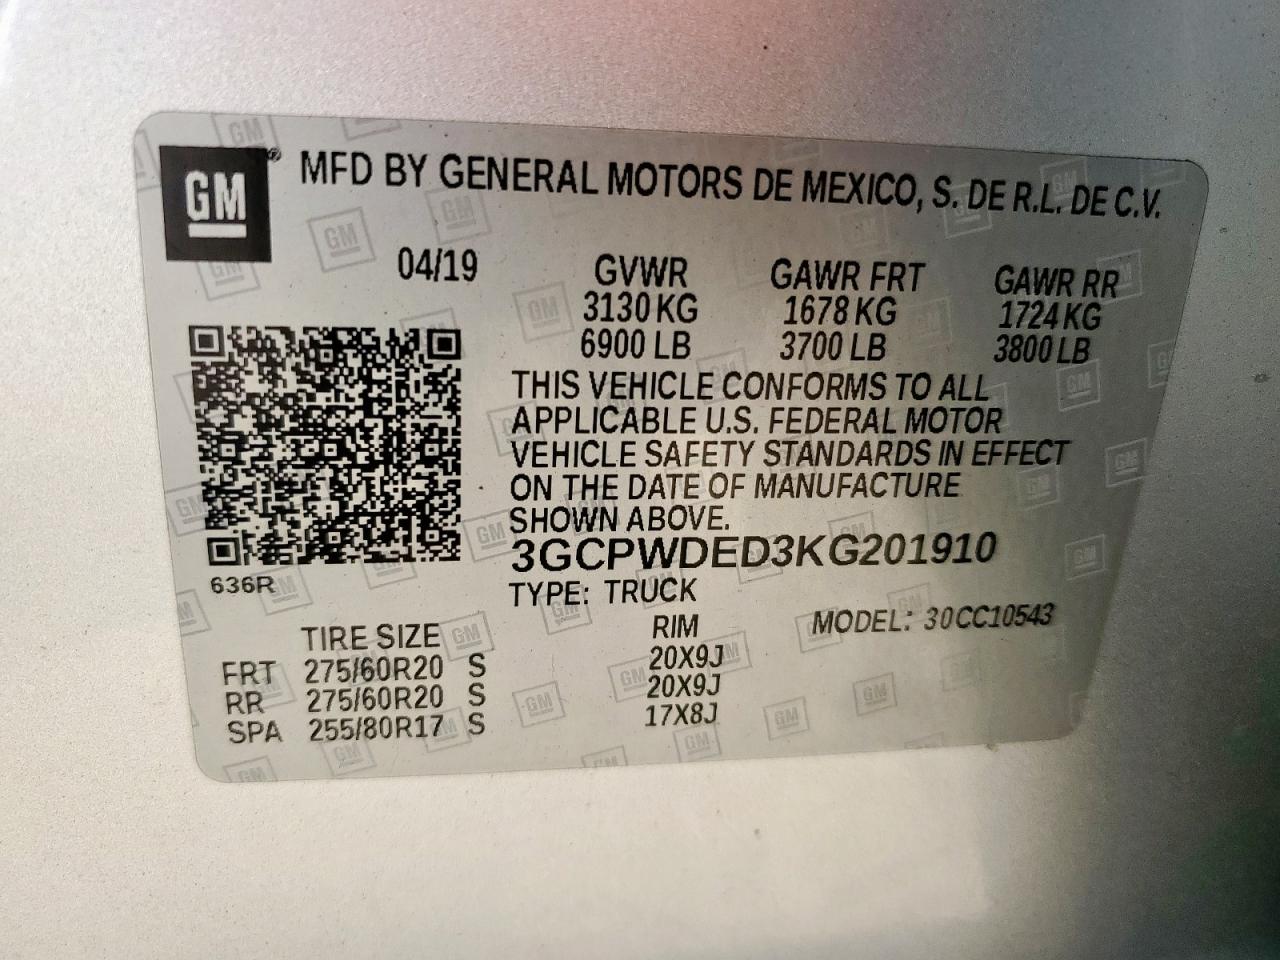 GM® MFD BY GENERAL MOTORS DE MEXICO, S. DE R.L. DE C.V.
04/19 GVWR GAWR FRT GAWR RR
3130 KG 1678 KG 1724 KG
6900 LB 3700 LB 3800 LB
THIS VEHICLE CONFORMS TO ALL
APPLICABLE U.S. FEDERAL MOTOR
VEHICLE SAFETY STANDARDS IN EFFECT
ON THE DATE OF MANUFACTURE
SHOWN ABOVE.
3GCPWDED3KG201910
636R
TYPE: TRUCK
MODEL: 30CC10543
TIRE SIZE RIM
FRT 275/60R20 S 20X9J
RR 275/60R20 S 20X9J
SPA 255/80R17 S 17X8J